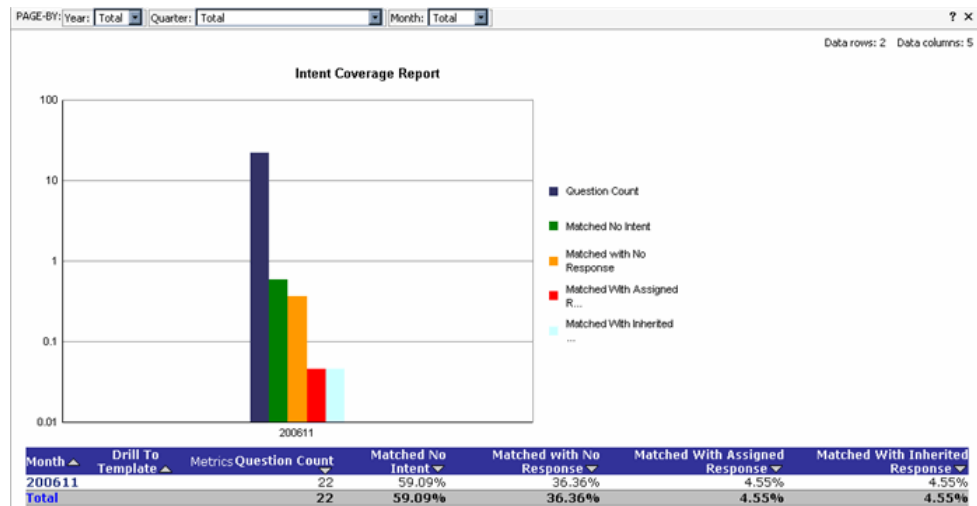 PAGE-BY: Year: Total Quarter: Total Month: Total ? ×
Data rows: 2 Data columns: 5
Intent Coverage Report
100
10
1
0.1
0.01
200611
Question Count
Matched No Intent
Matched with No
Response
Matched With Assigned
R...
Matched With Inherited
...
Month Drill To Template Metrics Question Count Matched No Intent Matched with No Response Matched With Assigned Response Matched With Inherited Response
200611 22 59.09% 36.36% 4.55% 4.55%
Total 22 59.09% 36.36% 4.55% 4.55%